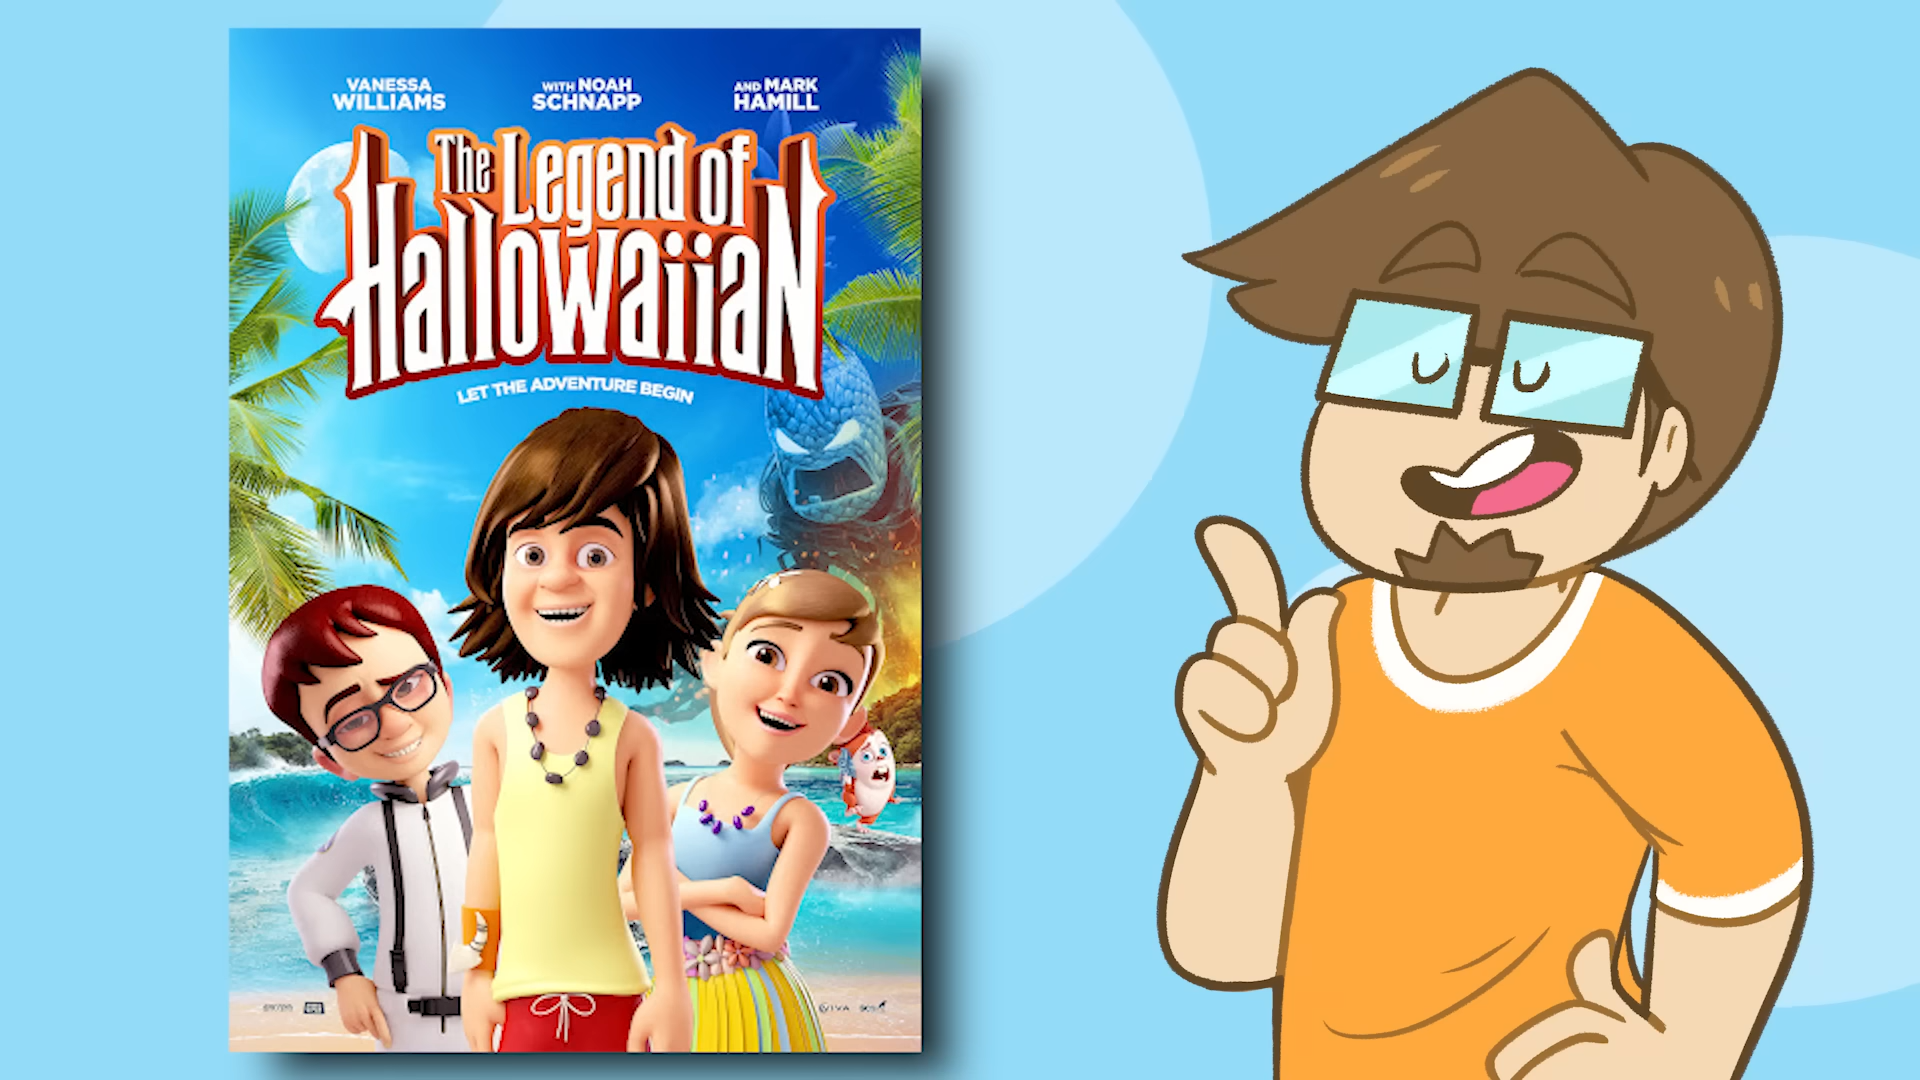 VANESSA
WILLIAMS
WITH NOAH
SCHNAPP
AND MARK
HAMILL
The Legend of
HallowaiiaN
LET THE ADVENTURE BEGIN